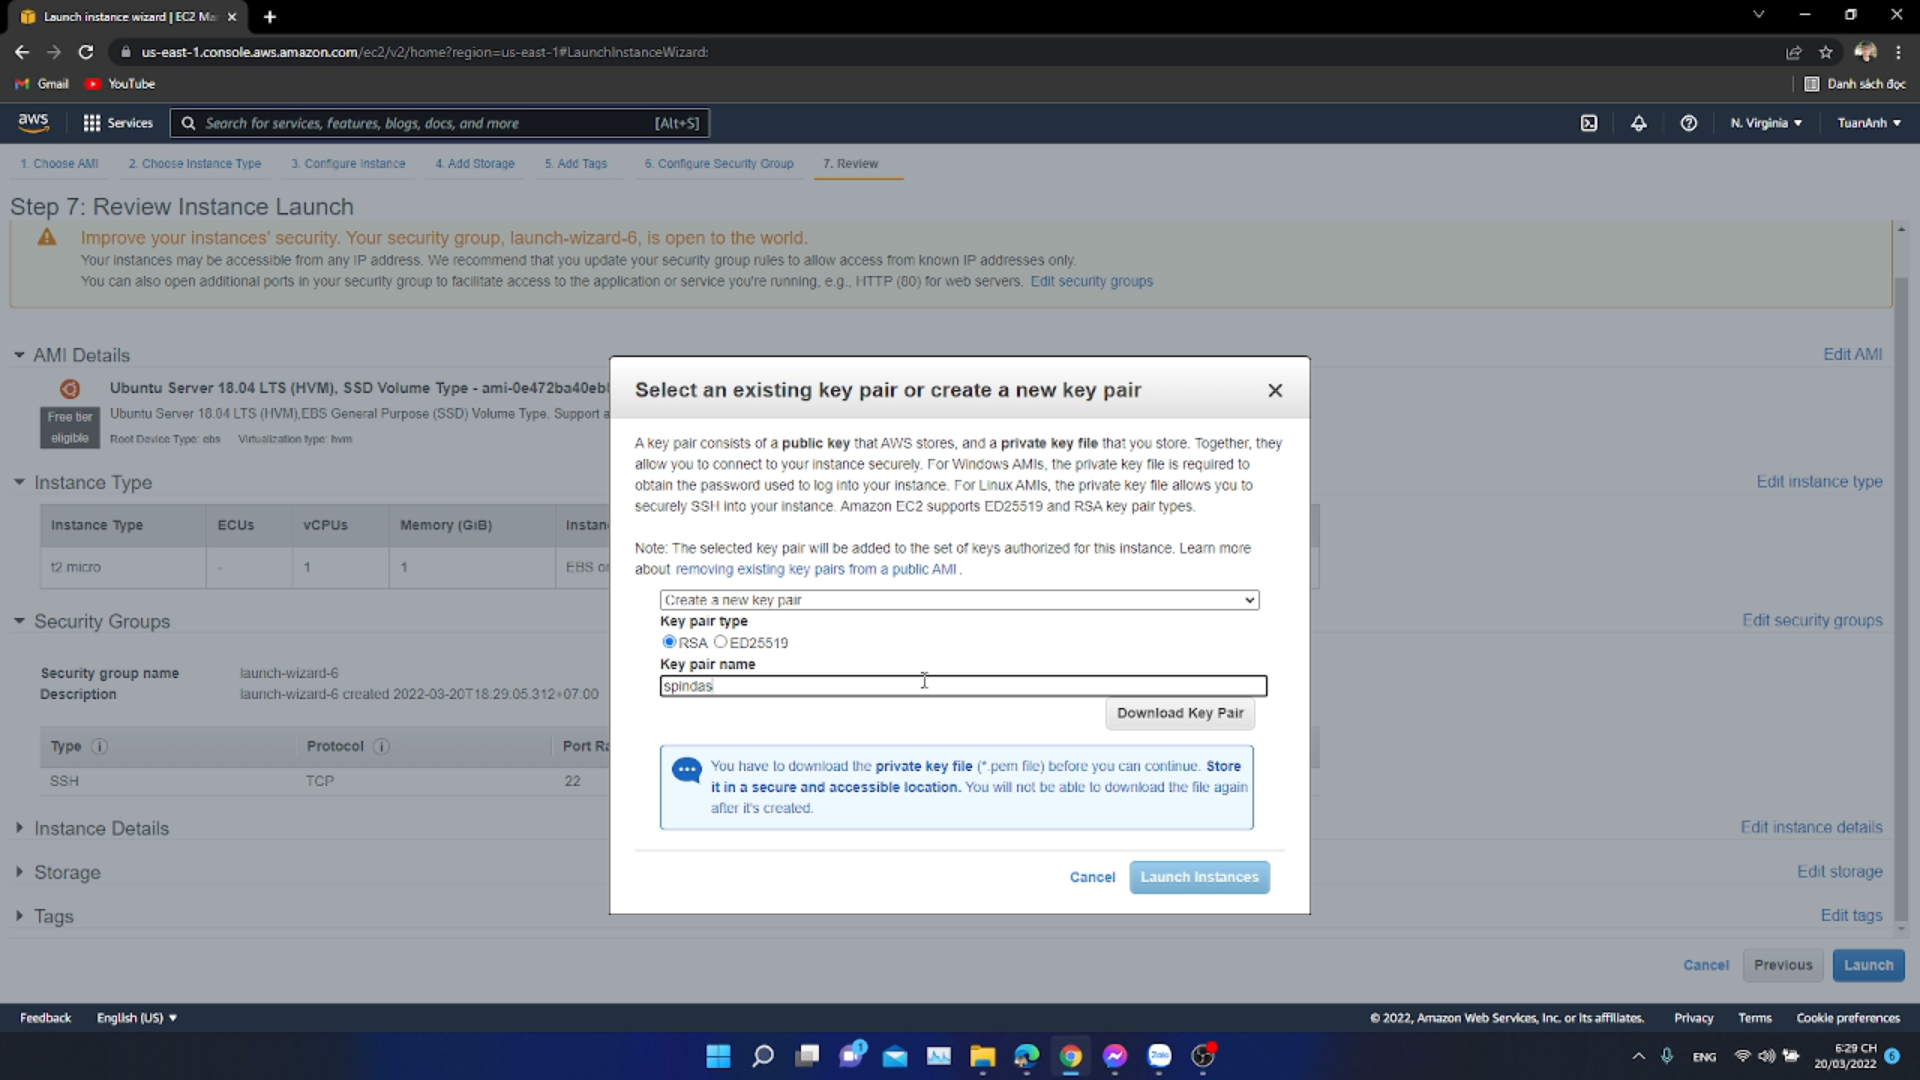 Launch instance wizard | EC2 Ma
us-east-1.console.aws.amazon.com/ec2/v2/home?region=us-east-1#LaunchInstanceWizard:
Gmail YouTube Danh sách đọc
aws Services Search for services, features, blogs, docs, and more [Alt+S] N. Virginia TuanAnh
1. Choose AMI 2. Choose Instance Type 3. Configure Instance 4. Add Storage 5. Add Tags 6. Configure Security Group 7. Review
Step 7: Review Instance Launch
Improve your instances' security. Your security group, launch-wizard-6, is open to the world.
Your instances may be accessible from any IP address. We recommend that you update your security group rules to allow access from known IP addresses only.
You can also open additional ports in your security group to facilitate access to the application or service you're running, e.g., HTTP (80) for web servers. Edit security groups
AMI Details Edit AMI
Ubuntu Server 18.04 LTS (HVM), SSD Volume Type - ami-0e472ba40eb
Free tier eligible
Ubuntu Server 18.04 LTS (HVM),EBS General Purpose (SSD) Volume Type. Support a
Root Device Type: ebs Virtualization type: hvm
Instance Type Edit instance type
Instance Type ECUs vCPUs Memory (GiB) Instan
t2.micro - 1 1 EBS o
Security Groups Edit security groups
Security group name launch-wizard-6
Description launch-wizard-6 created 2022-03-20T18:29:05.312+07:00
Type Protocol Port Ra
SSH TCP 22
Instance Details Edit instance details
Storage Edit storage
Tags Edit tags
Select an existing key pair or create a new key pair
A key pair consists of a public key that AWS stores, and a private key file that you store. Together, they
allow you to connect to your instance securely. For Windows AMIs, the private key file is required to
obtain the password used to log into your instance. For Linux AMIs, the private key file allows you to
securely SSH into your instance. Amazon EC2 supports ED25519 and RSA key pair types.
Note: The selected key pair will be added to the set of keys authorized for this instance. Learn more
about removing existing key pairs from a public AMI.
Create a new key pair
Key pair type
RSA ED25519
Key pair name
spindas
Download Key Pair
You have to download the private key file (*.pem file) before you can continue. Store
it in a secure and accessible location. You will not be able to download the file again
after it's created.
Cancel Launch Instances
Cancel Previous Launch
Feedback English (US) © 2022, Amazon Web Services, Inc. or its affiliates. Privacy Terms Cookie preferences
1 Zalo ENG 6:29 CH 6
20/03/2022